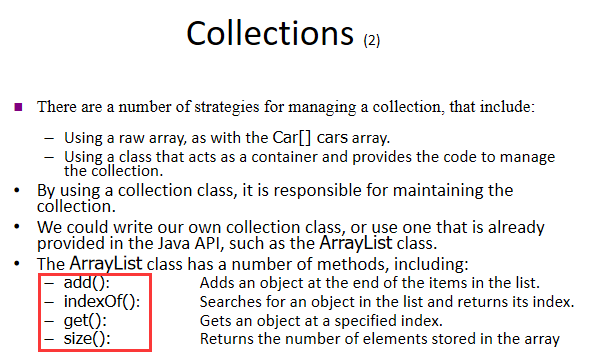 Collections (2)
■ There are a number of strategies for managing a collection, that include:
– Using a raw array, as with the Car[] cars array.
– Using a class that acts as a container and provides the code to manage
the collection.
• By using a collection class, it is responsible for maintaining the
collection.
• We could write our own collection class, or use one that is already
provided in the Java API, such as the ArrayList class.
• The ArrayList class has a number of methods, including:
– add(): Adds an object at the end of the items in the list.
– indexOf(): Searches for an object in the list and returns its index.
– get(): Gets an object at a specified index.
– size(): Returns the number of elements stored in the array